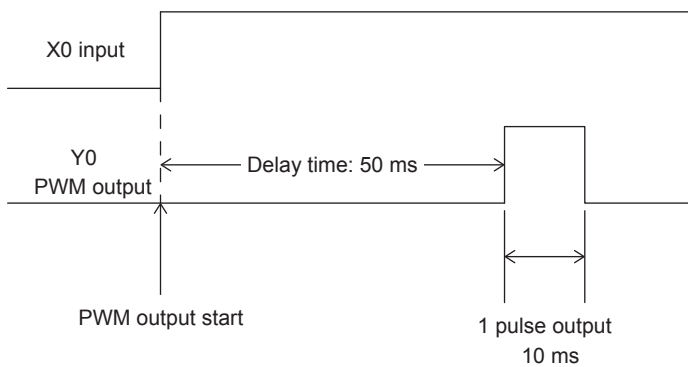 X0 input
Y0
PWM output
Delay time: 50 ms
PWM output start
1 pulse output
10 ms